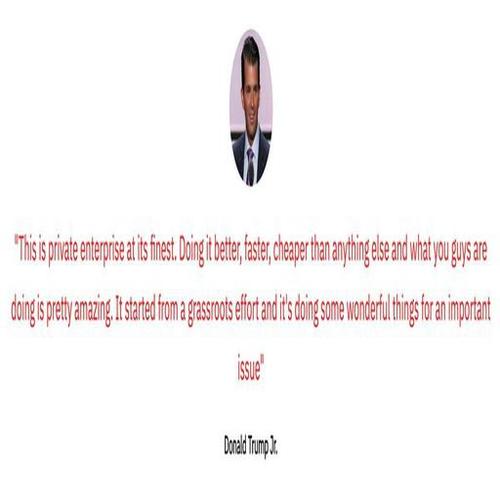 "This is private enterprise at its finest. Doing it better, faster, cheaper than anything else and what you guys are
doing is pretty amazing. It started from a grassroots effort and it's doing some wonderful things for an important
issue"
Donald Trump Jr.